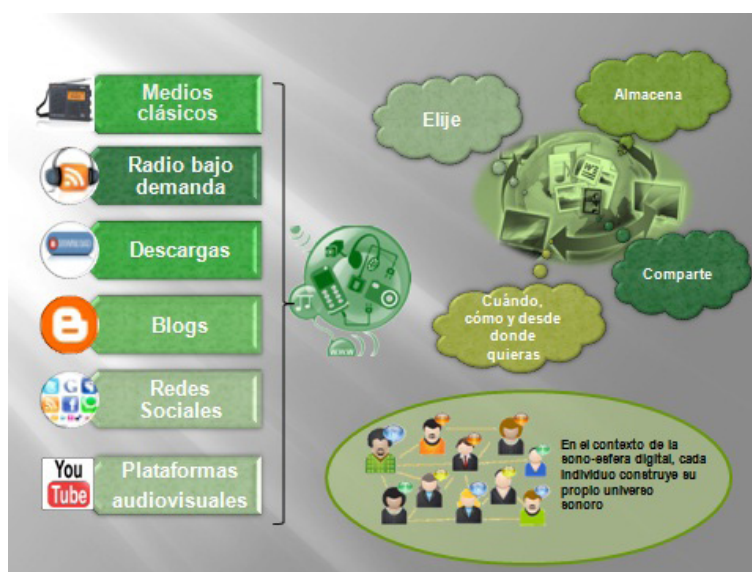 Medios
clásicos
Radio bajo
demanda
Descargas
Blogs
Redes
Sociales
You
Tube
Plataformas
audiovisuales
Elije
Almacena
Comparte
Cuándo,
cómo y desde
donde
quieras
En el contexto de la
sono-esfera digital, cada
individuo construye su
propio universo
sonoro